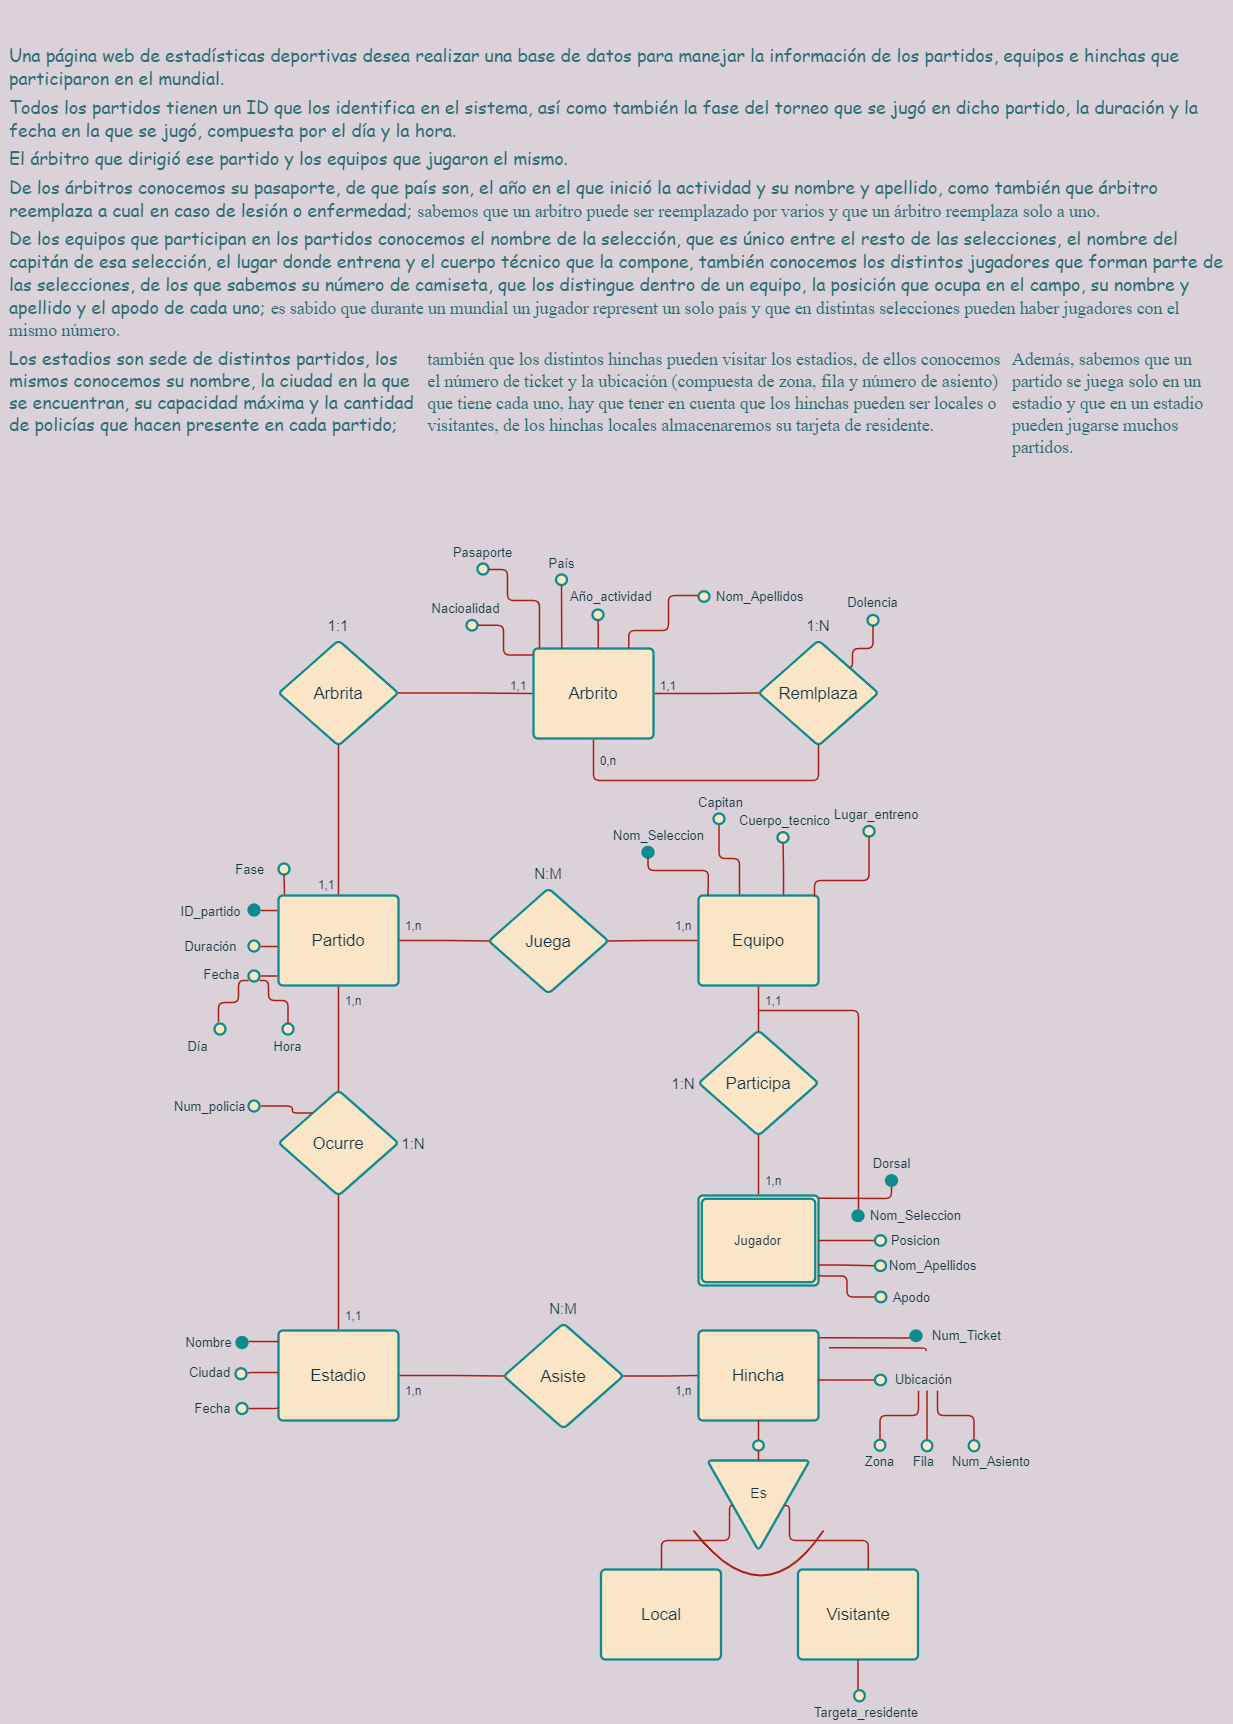 Una página web de estadísticas deportivas desea realizar una base de datos para manejar la información de los partidos, equipos e hinchas que
participaron en el mundial.
Todos los partidos tienen un ID que los identifica en el sistema, así como también la fase del torneo que se jugó en dicho partido, la duración y la
fecha en la que se jugó, compuesta por el día y la hora.
El árbitro que dirigió ese partido y los equipos que jugaron el mismo.
De los árbitros conocemos su pasaporte, de que país son, el año en el que inició la actividad y su nombre y apellido, como también que árbitro
reemplaza a cual en caso de lesión o enfermedad; sabemos que un arbitro puede ser reemplazado por varios y que un árbitro reemplaza solo a uno.
De los equipos que participan en los partidos conocemos el nombre de la selección, que es único entre el resto de las selecciones, el nombre del
capitán de esa selección, el lugar donde entrena y el cuerpo técnico que la compone, también conocemos los distintos jugadores que forman parte de
las selecciones, de los que sabemos su número de camiseta, que los distingue dentro de un equipo, la posición que ocupa en el campo, su nombre y
apellido y el apodo de cada uno; es sabido que durante un mundial un jugador represent un solo país y que en distintas selecciones pueden haber jugadores con el
mismo número.
Los estadios son sede de distintos partidos, los
mismos conocemos su nombre, la ciudad en la que
se encuentran, su capacidad máxima y la cantidad
de policías que hacen presente en cada partido;
también que los distintos hinchas pueden visitar los estadios, de ellos conocemos
el número de ticket y la ubicación (compuesta de zona, fila y número de asiento)
que tiene cada uno, hay que tener en cuenta que los hinchas pueden ser locales o
visitantes, de los hinchas locales almacenaremos su tarjeta de residente.
Además, sabemos que un
partido se juega solo en un
estadio y que en un estadio
pueden jugarse muchos
partidos.
Pasaporte
País
Año_actividad
Nom_Apellidos
Dolencia
Nacioalidad
1:1
1:N
Arbrita
1,1
Arbrito
1,1
Remlplaza
0,n
Capitan
Cuerpo_tecnico
Lugar_entreno
Nom_Seleccion
Fase
1,1
N:M
ID_partido
Duración
Fecha
Partido
1,n
Juega
1,n
Equipo
1,n
1,1
Día
Hora
1:N
Participa
Num_policia
Ocurre
1:N
1,n
Dorsal
Nom_Seleccion
Jugador
Posicion
Nom_Apellidos
Apodo
1,1
N:M
Nombre
Ciudad
Fecha
Estadio
1,n
Asiste
1,n
Hincha
Num_Ticket
Ubicación
Zona
Fila
Num_Asiento
Es
Local
Visitante
Targeta_residente